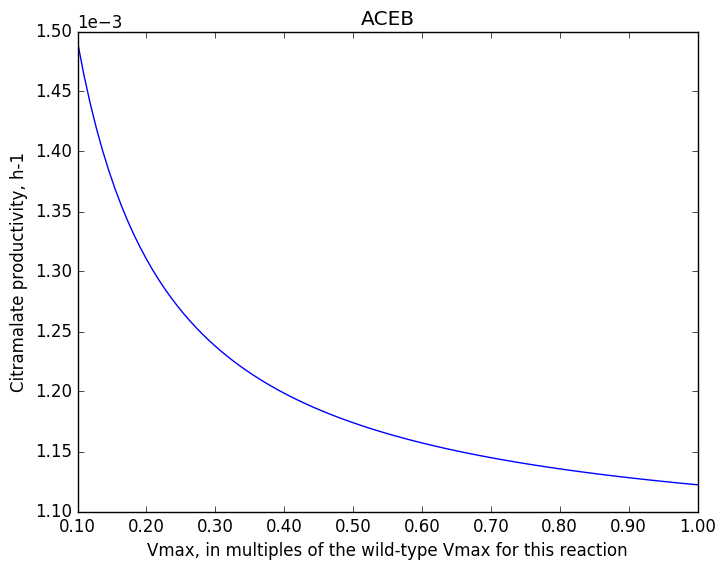 ACEB
1e−3
1.50
1.45
1.40
1.35
1.30
1.25
1.20
1.15
1.10
Citramalate productivity, h-1
0.10 0.20 0.30 0.40 0.50 0.60 0.70 0.80 0.90 1.00
Vmax, in multiples of the wild-type Vmax for this reaction